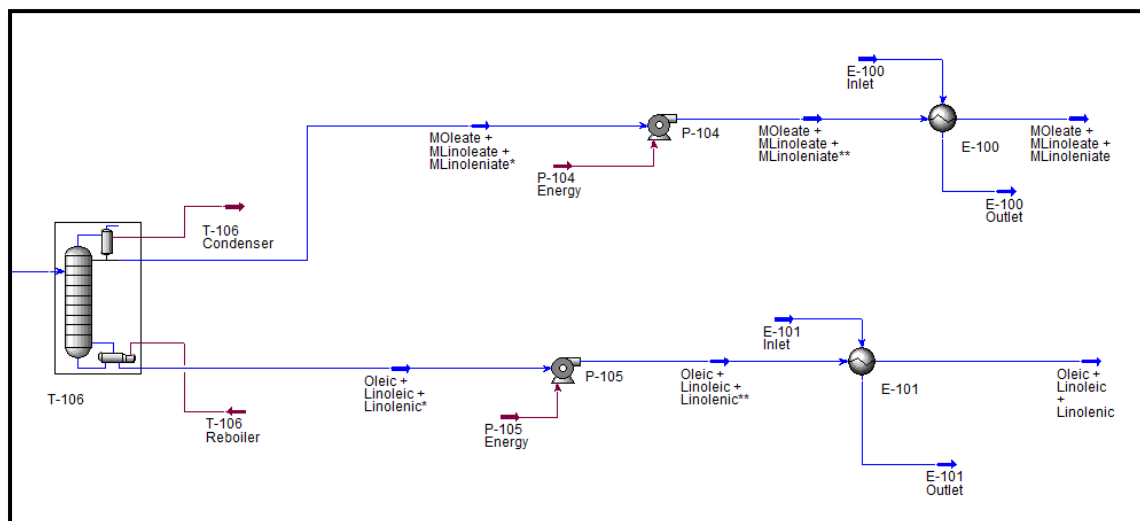 E-100
Inlet
MOleate +
MLinoleate +
MLinoleniate*
P-104
P-104
Energy
MOleate +
MLinoleate +
MLinoleniate**
E-100
MOleate +
MLinoleate +
MLinoleniate
E-100
Outlet
T-106
Condenser
T-106
T-106
Reboiler
Oleic +
Linoleic +
Linolenic*
P-105
P-105
Energy
Oleic +
Linoleic +
Linolenic**
E-101
Inlet
E-101
Oleic +
Linoleic
+
Linolenic
E-101
Outlet